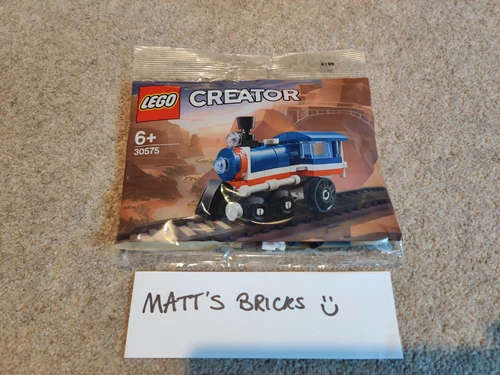 LEGO CREATOR
6+
30575
MATT'S BRICKS